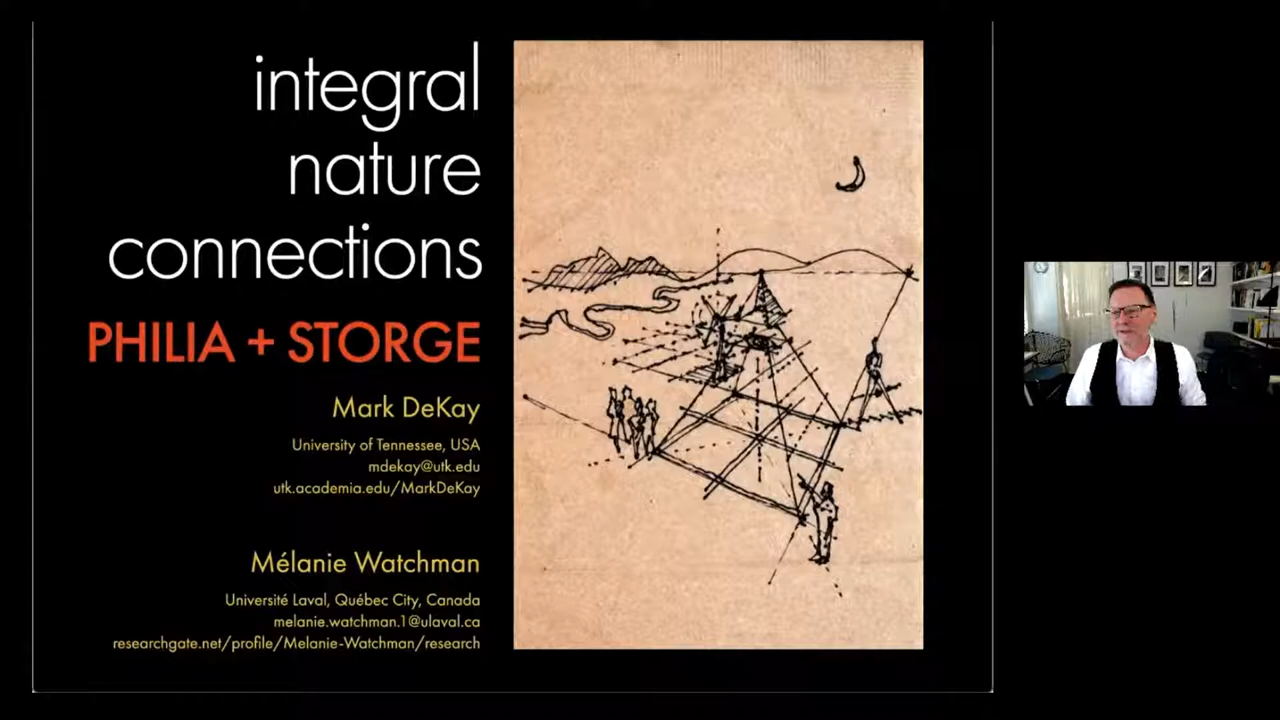 integral
nature
connections
PHILIA + STORGE
Mark DeKay
University of Tennessee, USA
mdekay@utk.edu
utk.academia.edu/MarkDeKay
Mélanie Watchman
Université Laval, Québec City, Canada
melanie.watchman.1@ulaval.ca
researchgate.net/profile/Melanie-Watchman/research